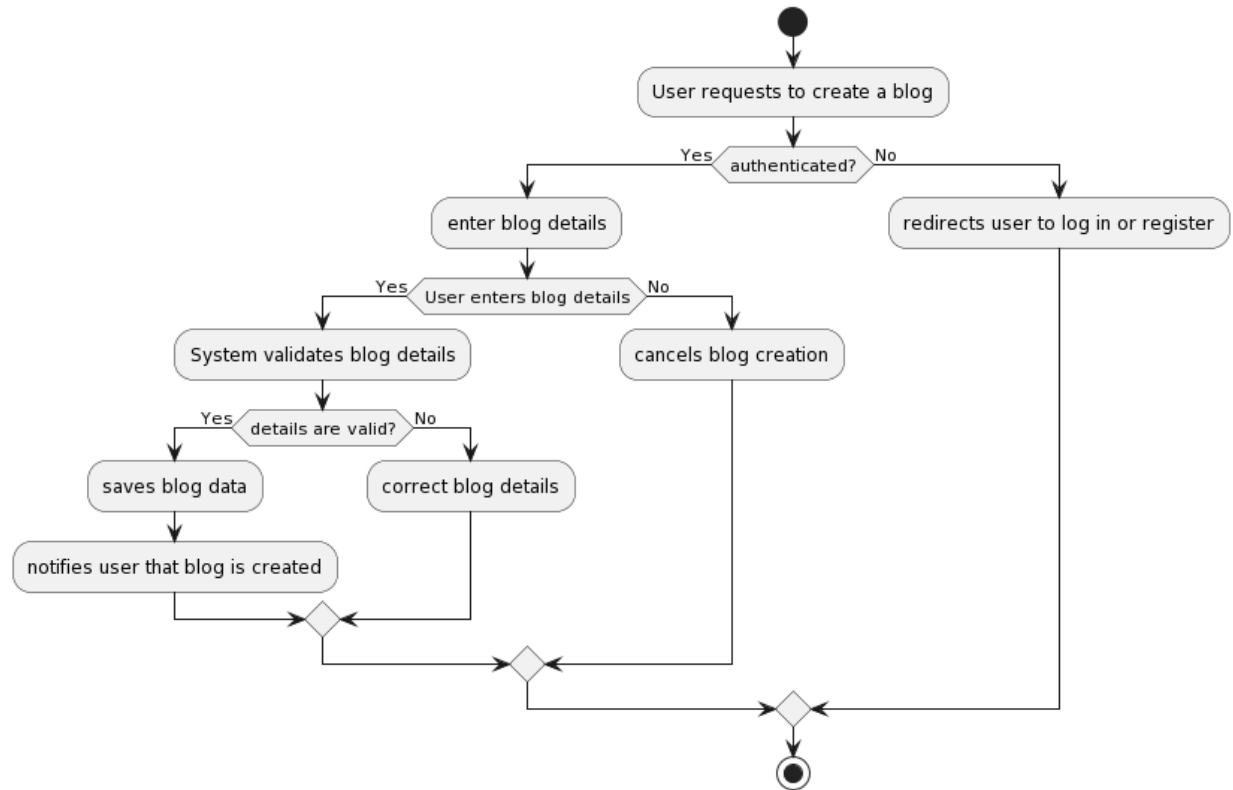 User requests to create a blog
Yes
authenticated?
No
enter blog details
redirects user to log in or register
Yes
User enters blog details
No
System validates blog details
cancels blog creation
Yes
details are valid?
No
saves blog data
correct blog details
notifies user that blog is created